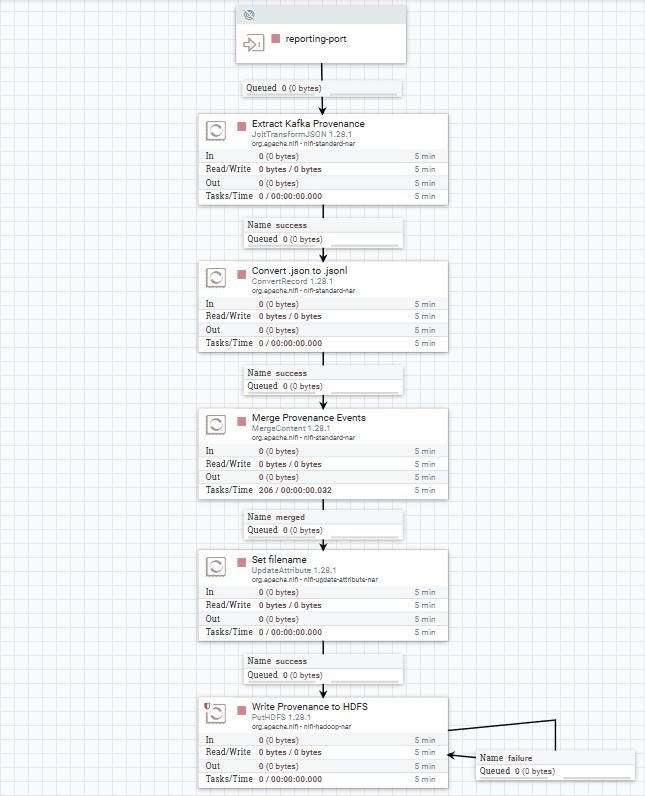 reporting-port
Queued 0 (0 bytes)
Extract Kafka Provenance
JoltTransformJSON 1.28.1
org.apache.nifi - nifi-standard-nar
In 0 (0 bytes) 5 min
Read/Write 0 bytes / 0 bytes 5 min
Out 0 (0 bytes) 5 min
Tasks/Time 0 / 00:00:00.000 5 min
Name success
Queued 0 (0 bytes)
Convert .json to .jsonl
ConvertRecord 1.28.1
org.apache.nifi - nifi-standard-nar
In 0 (0 bytes) 5 min
Read/Write 0 bytes / 0 bytes 5 min
Out 0 (0 bytes) 5 min
Tasks/Time 0 / 00:00:00.000 5 min
Name success
Queued 0 (0 bytes)
Merge Provenance Events
MergeContent 1.28.1
org.apache.nifi - nifi-standard-nar
In 0 (0 bytes) 5 min
Read/Write 0 bytes / 0 bytes 5 min
Out 0 (0 bytes) 5 min
Tasks/Time 206 / 00:00:00.032 5 min
Name merged
Queued 0 (0 bytes)
Set filename
UpdateAttribute 1.28.1
org.apache.nifi - nifi-update-attribute-nar
In 0 (0 bytes) 5 min
Read/Write 0 bytes / 0 bytes 5 min
Out 0 (0 bytes) 5 min
Tasks/Time 0 / 00:00:00.000 5 min
Name success
Queued 0 (0 bytes)
Write Provenance to HDFS
PutHDFS 1.28.1
org.apache.nifi - nifi-hadoop-nar
In 0 (0 bytes) 5 min
Read/Write 0 bytes / 0 bytes 5 min
Out 0 (0 bytes) 5 min
Tasks/Time 0 / 00:00:00.000 5 min
Name failure
Queued 0 (0 bytes)